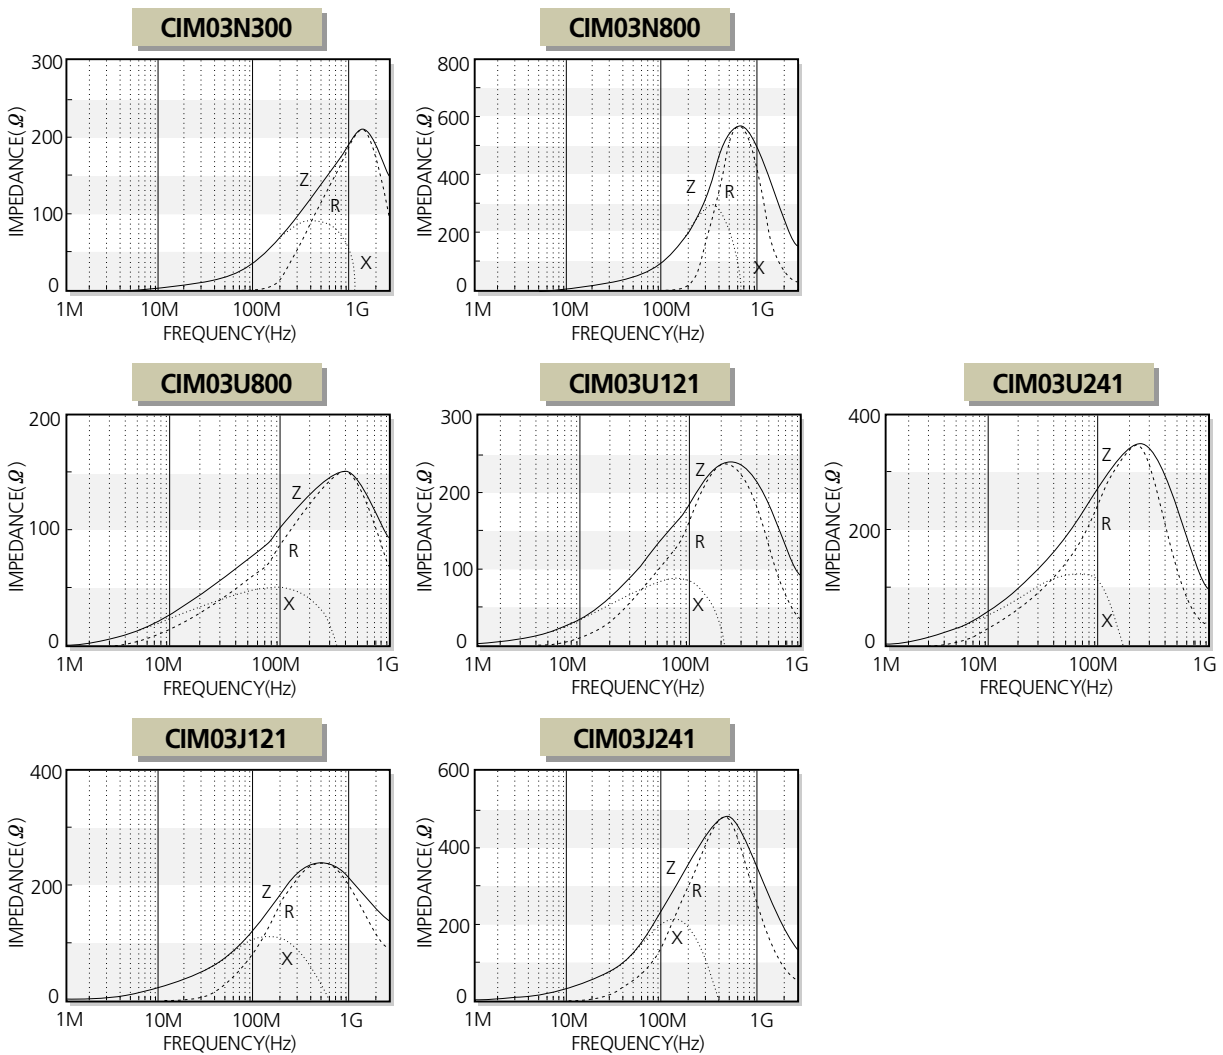 CIM03N300
IMPEDANCE(Ω)
300
200
100
0
Z
R
X
1M 10M 100M 1G
FREQUENCY(Hz)
CIM03N800
IMPEDANCE(Ω)
800
600
400
200
0
Z
R
X
1M 10M 100M 1G
FREQUENCY(Hz)
CIM03U800
IMPEDANCE(Ω)
200
100
0
Z
R
X
1M 10M 100M 1G
FREQUENCY(Hz)
CIM03U121
IMPEDANCE(Ω)
300
200
100
0
Z
R
X
1M 10M 100M 1G
FREQUENCY(Hz)
CIM03U241
IMPEDANCE(Ω)
400
200
0
Z
R
X
1M 10M 100M 1G
FREQUENCY(Hz)
CIM03J121
IMPEDANCE(Ω)
400
200
0
Z
R
X
1M 10M 100M 1G
FREQUENCY(Hz)
CIM03J241
IMPEDANCE(Ω)
600
400
200
0
Z
R
X
1M 10M 100M 1G
FREQUENCY(Hz)